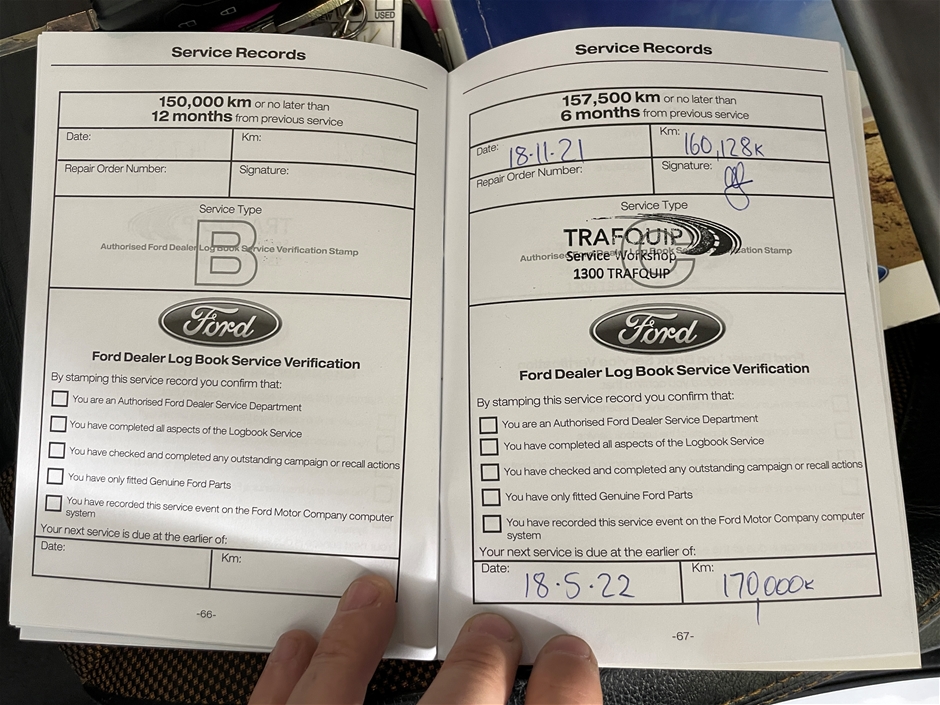 USED
Service Records
150,000 km or no later than
12 months from previous service
Date:
Km:
Repair Order Number:
Signature:
Service Type
B
Authorised Ford Dealer Log Book Service Verification Stamp
Ford
Ford Dealer Log Book Service Verification
By stamping this service record you confirm that:
You are an Authorised Ford Dealer Service Department
You have completed all aspects of the Logbook Service
You have checked and completed any outstanding campaign or recall actions
You have only fitted Genuine Ford Parts
You have recorded this service event on the Ford Motor Company computer
system
Your next service is due at the earlier of:
Date:
Km:
-66-
Service Records
157,500 km or no later than
6 months from previous service
Date: 18-11-21
Km: 160,128K
Repair Order Number:
Signature:
Service Type
C
TRAFQUIP
Service Workshop
1300 TRAFQUIP
Ford
Ford Dealer Log Book Service Verification
By stamping this service record you confirm that:
You are an Authorised Ford Dealer Service Department
You have completed all aspects of the Logbook Service
You have checked and completed any outstanding campaign or recall actions
You have only fitted Genuine Ford Parts
You have recorded this service event on the Ford Motor Company computer
system
Your next service is due at the earlier of:
Date: 18·5·22
Km: 170,000K
-67-